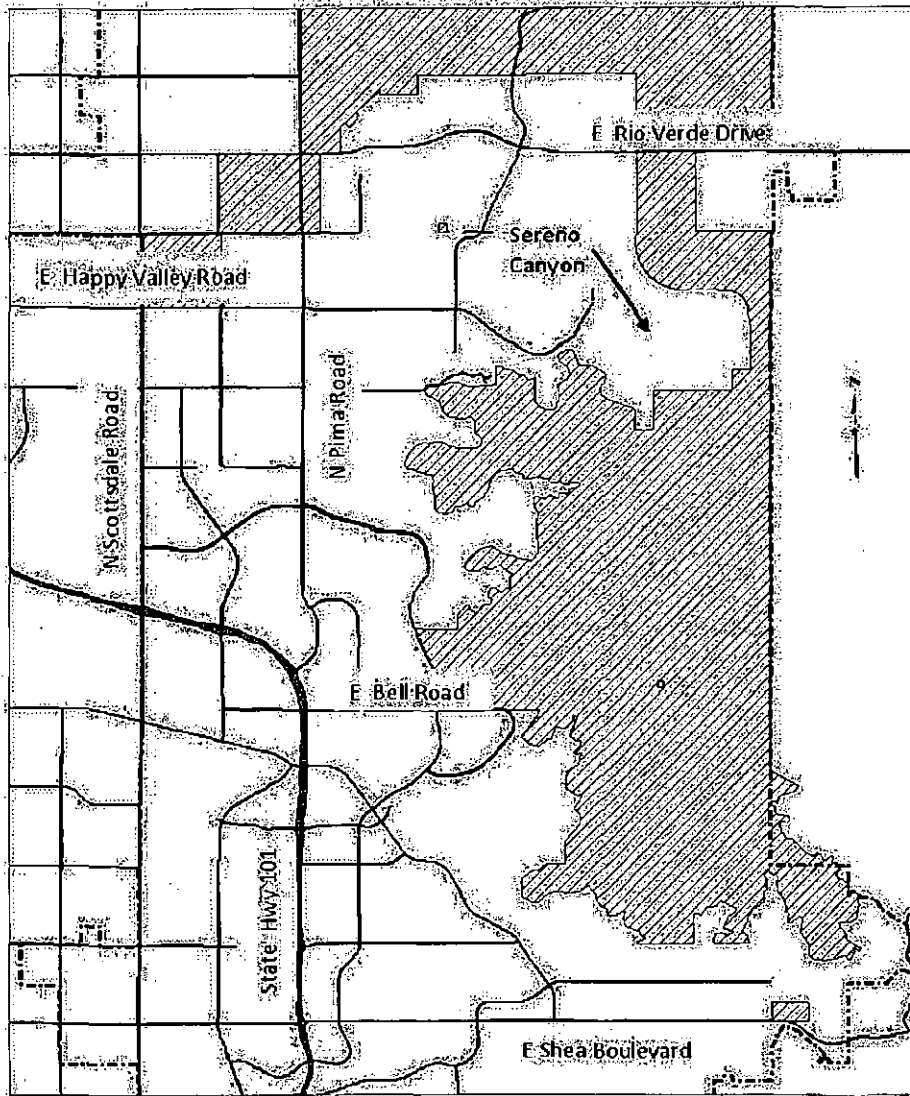 E Rio Verde Drive
Sereno
Canyon
E Happy Valley Road
N Pima Road
N Scottsdale Road
E Bell Road
State Hwy 101
E Shea Boulevard